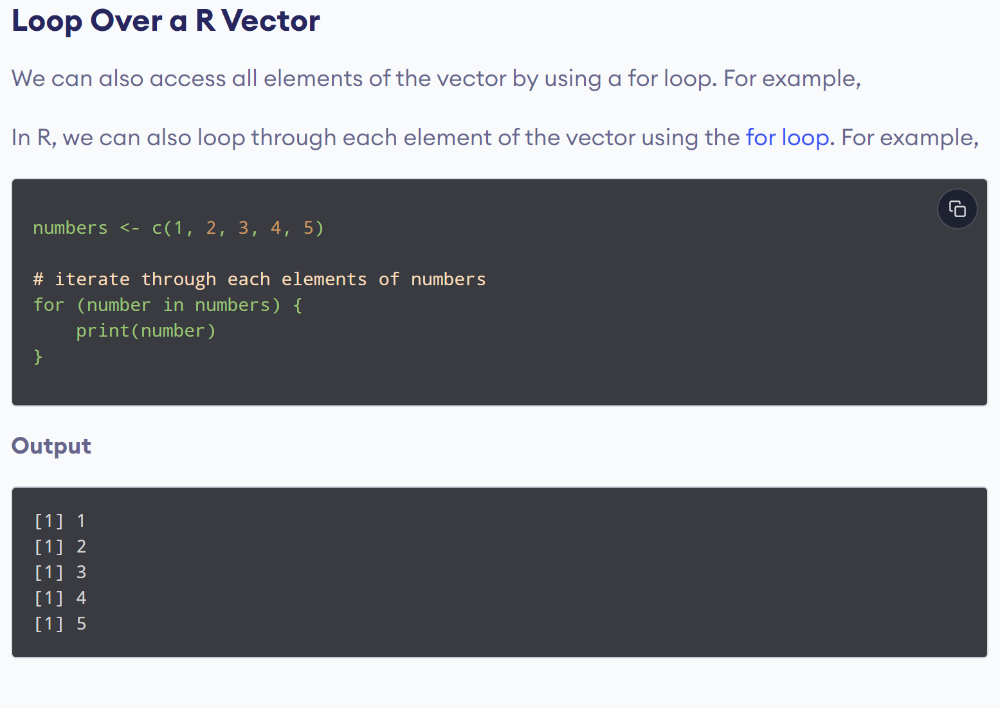 Loop Over a R Vector
We can also access all elements of the vector by using a for loop. For example,
In R, we can also loop through each element of the vector using the for loop. For example,
numbers <- c(1, 2, 3, 4, 5)
# iterate through each elements of numbers
for (number in numbers) {
    print(number)
}
Output
[1] 1
[1] 2
[1] 3
[1] 4
[1] 5